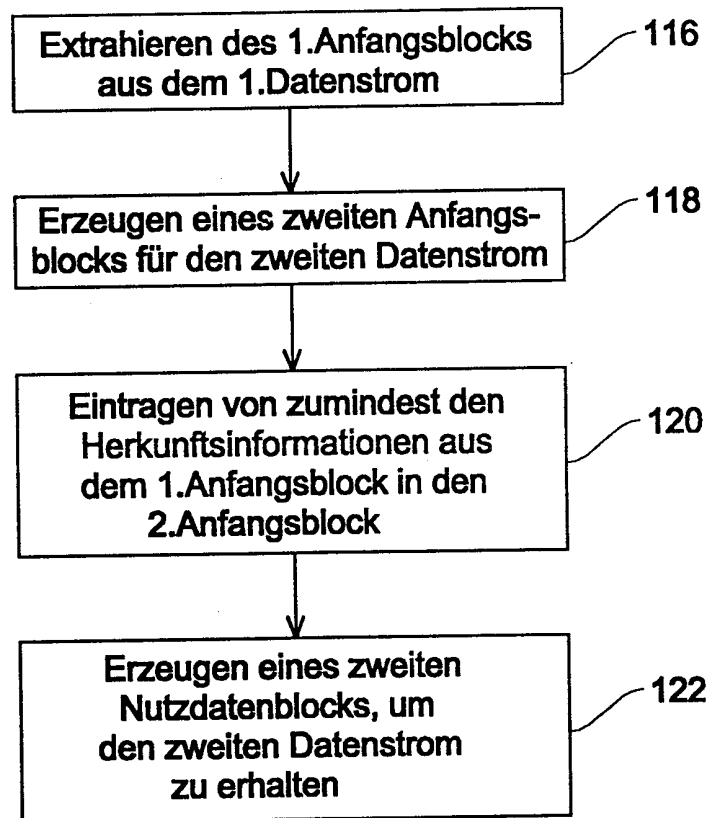 Extrahieren des 1.Anfangsblocks
aus dem 1.Datenstrom
116
Erzeugen eines zweiten Anfangs-
blocks für den zweiten Datenstrom
118
Eintragen von zumindest den
Herkunftsinformationen aus
dem 1.Anfangsblock in den
2.Anfangsblock
120
Erzeugen eines zweiten
Nutzdatenblocks, um
den zweiten Datenstrom
zu erhalten
122